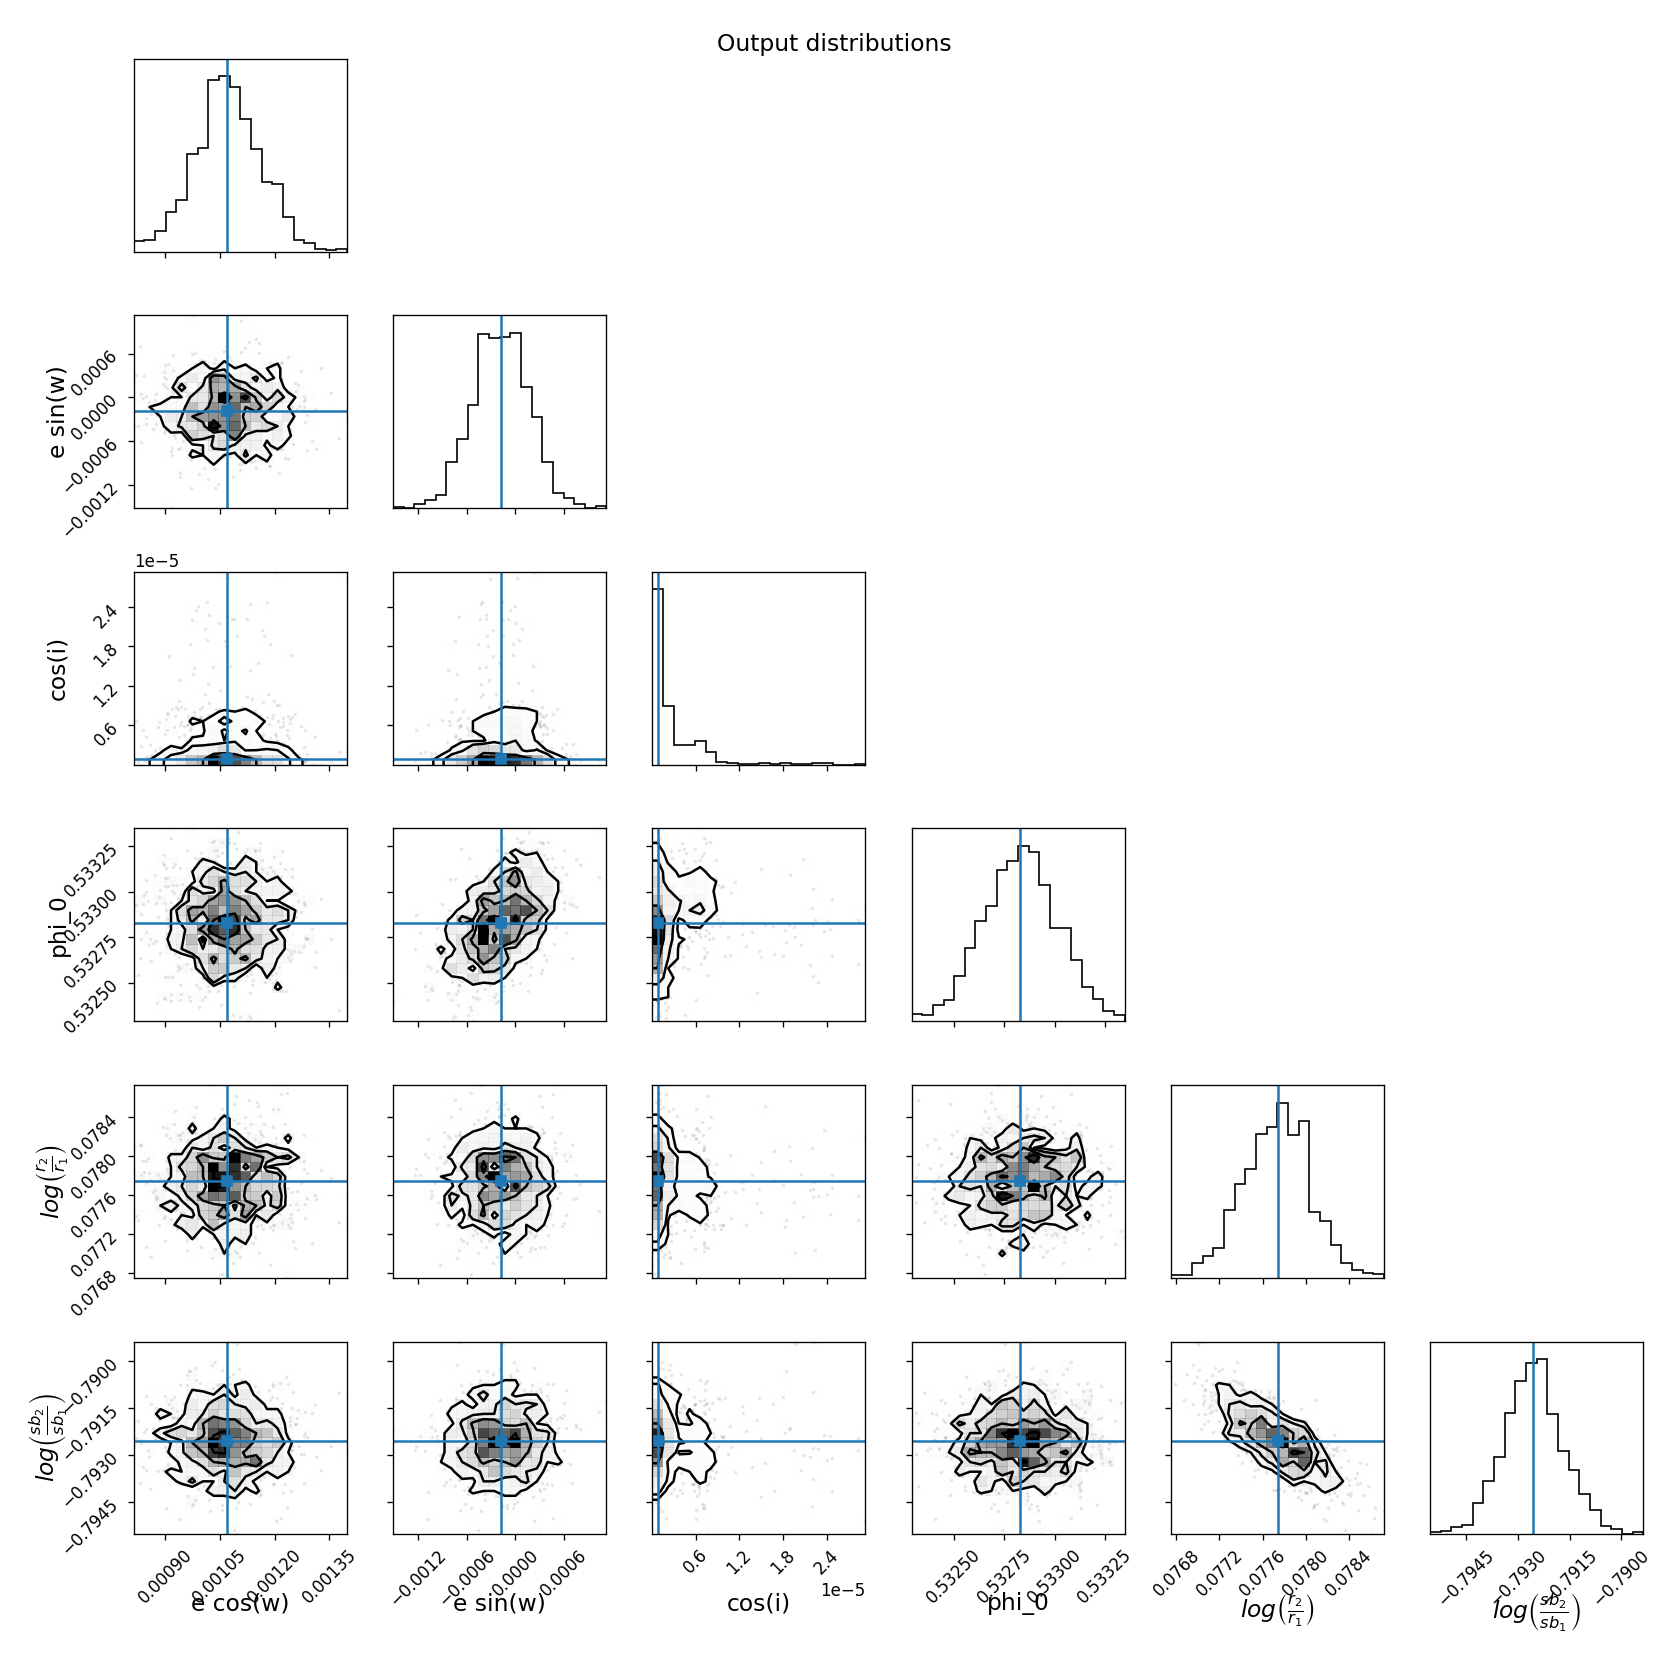 Output distributions
e sin(w)
0.0006
0.0000
−0.0006
−0.0012
1e−5
cos(i)
2.4
1.8
1.2
0.6
phi_0
0.53325
0.53300
0.53275
0.53250
log(r2/r1)
0.0784
0.0780
0.0776
0.0772
0.0768
log(sb2/sb1)
−0.7900
−0.7915
−0.7930
−0.7945
0.00090 0.00105 0.00120 0.00135
e cos(w)
−0.0012 −0.0006 0.0000 0.0006
e sin(w)
0.6 1.2 1.8 2.4
1e−5
cos(i)
0.53250 0.53275 0.53300 0.53325
phi_0
0.0768 0.0772 0.0776 0.0780 0.0784
log(r2/r1)
−0.7945 −0.7930 −0.7915 −0.7900
log(sb2/sb1)